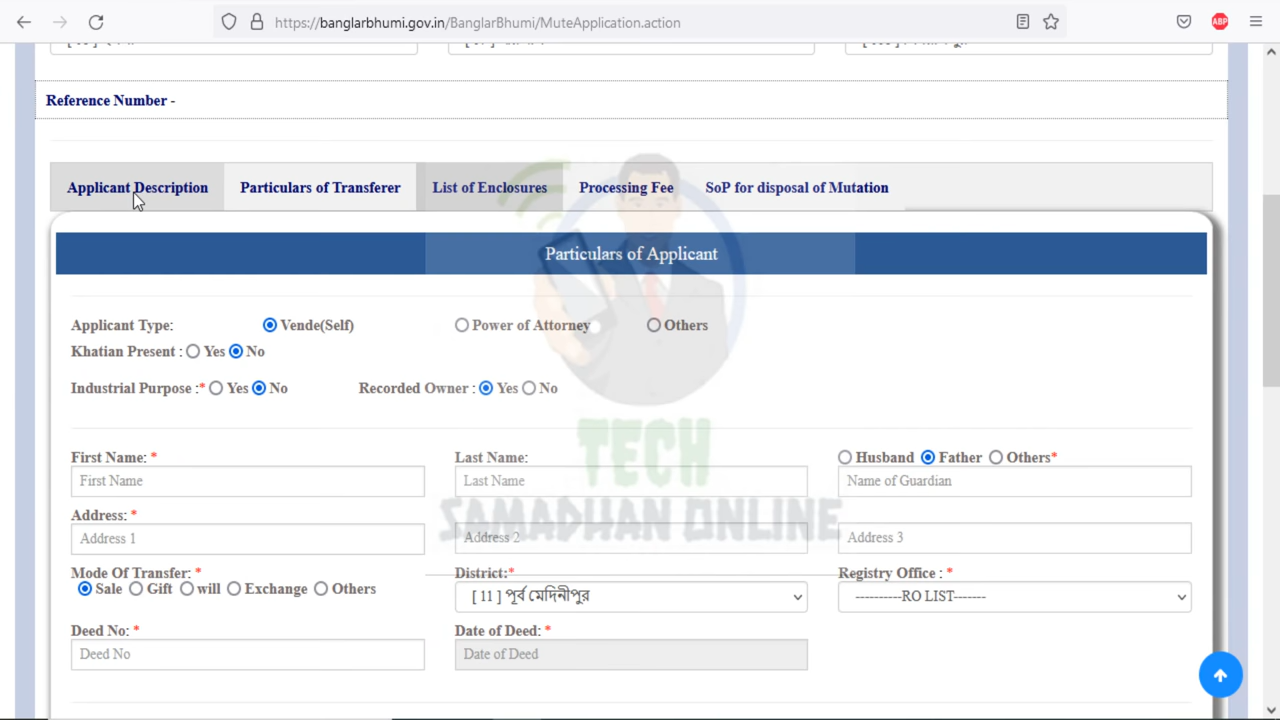 https://banglarbhumi.gov.in/BanglarBhumi/MuteApplication.action
ABP
Reference Number -
Applicant Description Particulars of Transferer List of Enclosures Processing Fee SoP for disposal of Mutation
Particulars of Applicant
Applicant Type: Vende(Self) Power of Attorney Others
Khatian Present : Yes No
Industrial Purpose :* Yes No Recorded Owner : Yes No
First Name: * Last Name: Husband Father Others*
First Name Last Name Name of Guardian
Address: *
Address 1 Address 2 Address 3
Mode Of Transfer: * District:* Registry Office : *
Sale Gift will Exchange Others [ 11 ] পূর্ব মেদিনীপুর ----------RO LIST-------
Deed No: * Date of Deed: *
Deed No Date of Deed
TECH
SAMADHAN ONLINE